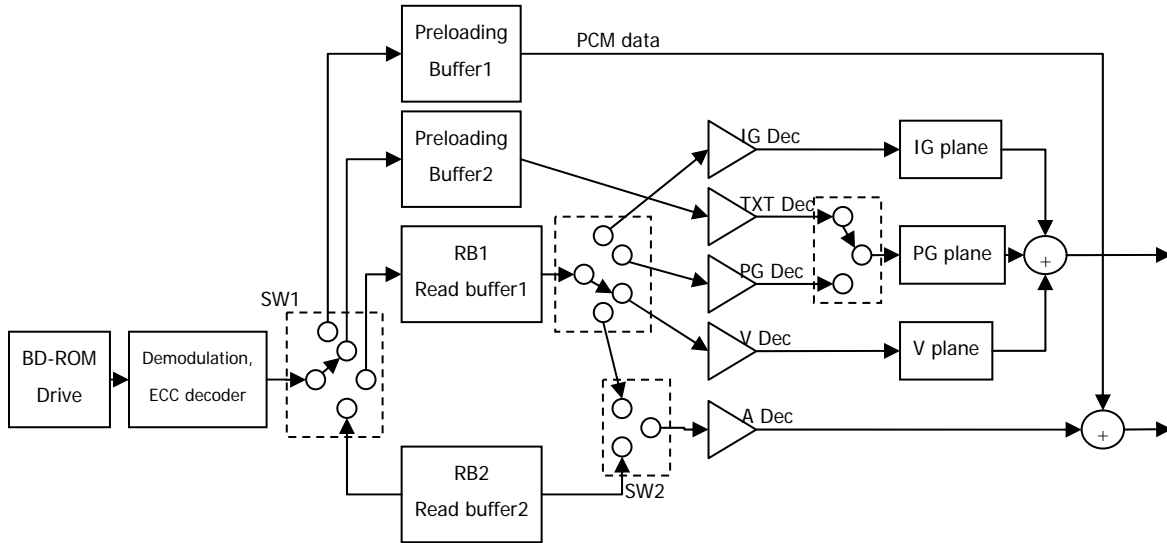 Preloading
Buffer1
PCM data
Preloading
Buffer2
IG Dec
IG plane
TXT Dec
RB1
Read buffer1
PG Dec
PG plane
+
SW1
BD-ROM
Drive
Demodulation,
ECC decoder
V Dec
V plane
A Dec
+
RB2
Read buffer2
SW2